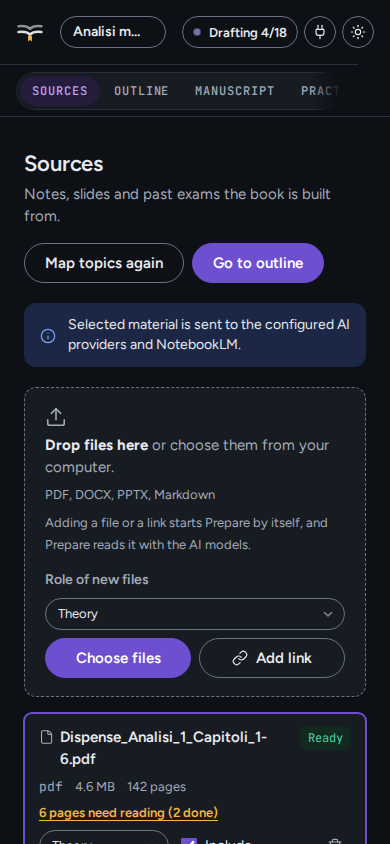 Analisi m...
Drafting 4/18
SOURCES OUTLINE MANUSCRIPT PRACT
Sources
Notes, slides and past exams the book is built
from.
Map topics again Go to outline
Selected material is sent to the configured AI
providers and NotebookLM.
Drop files here or choose them from your
computer.
PDF, DOCX, PPTX, Markdown
Adding a file or a link starts Prepare by itself, and
Prepare reads it with the AI models.
Role of new files
Theory
Choose files Add link
Dispense_Analisi_1_Capitoli_1-
6.pdf
Ready
pdf 4.6 MB 142 pages
6 pages need reading (2 done)
Theory Include